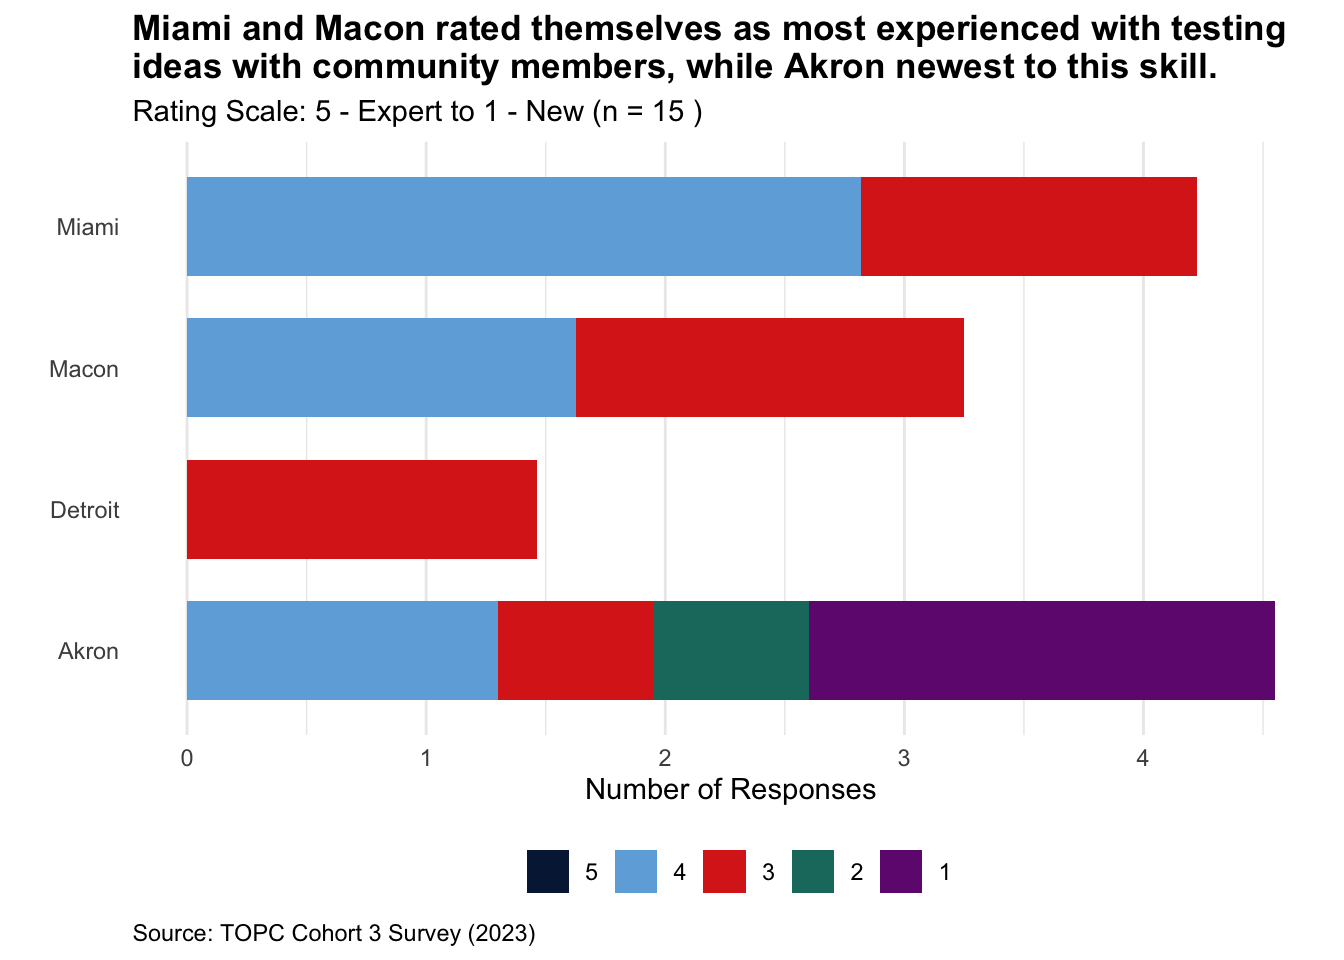 Miami and Macon rated themselves as most experienced with testing
ideas with community members, while Akron newest to this skill.
Rating Scale: 5 - Expert to 1 - New (n = 15 )
Miami
Macon
Detroit
Akron
0 1 2 3 4
Number of Responses
5 4 3 2 1
Source: TOPC Cohort 3 Survey (2023)